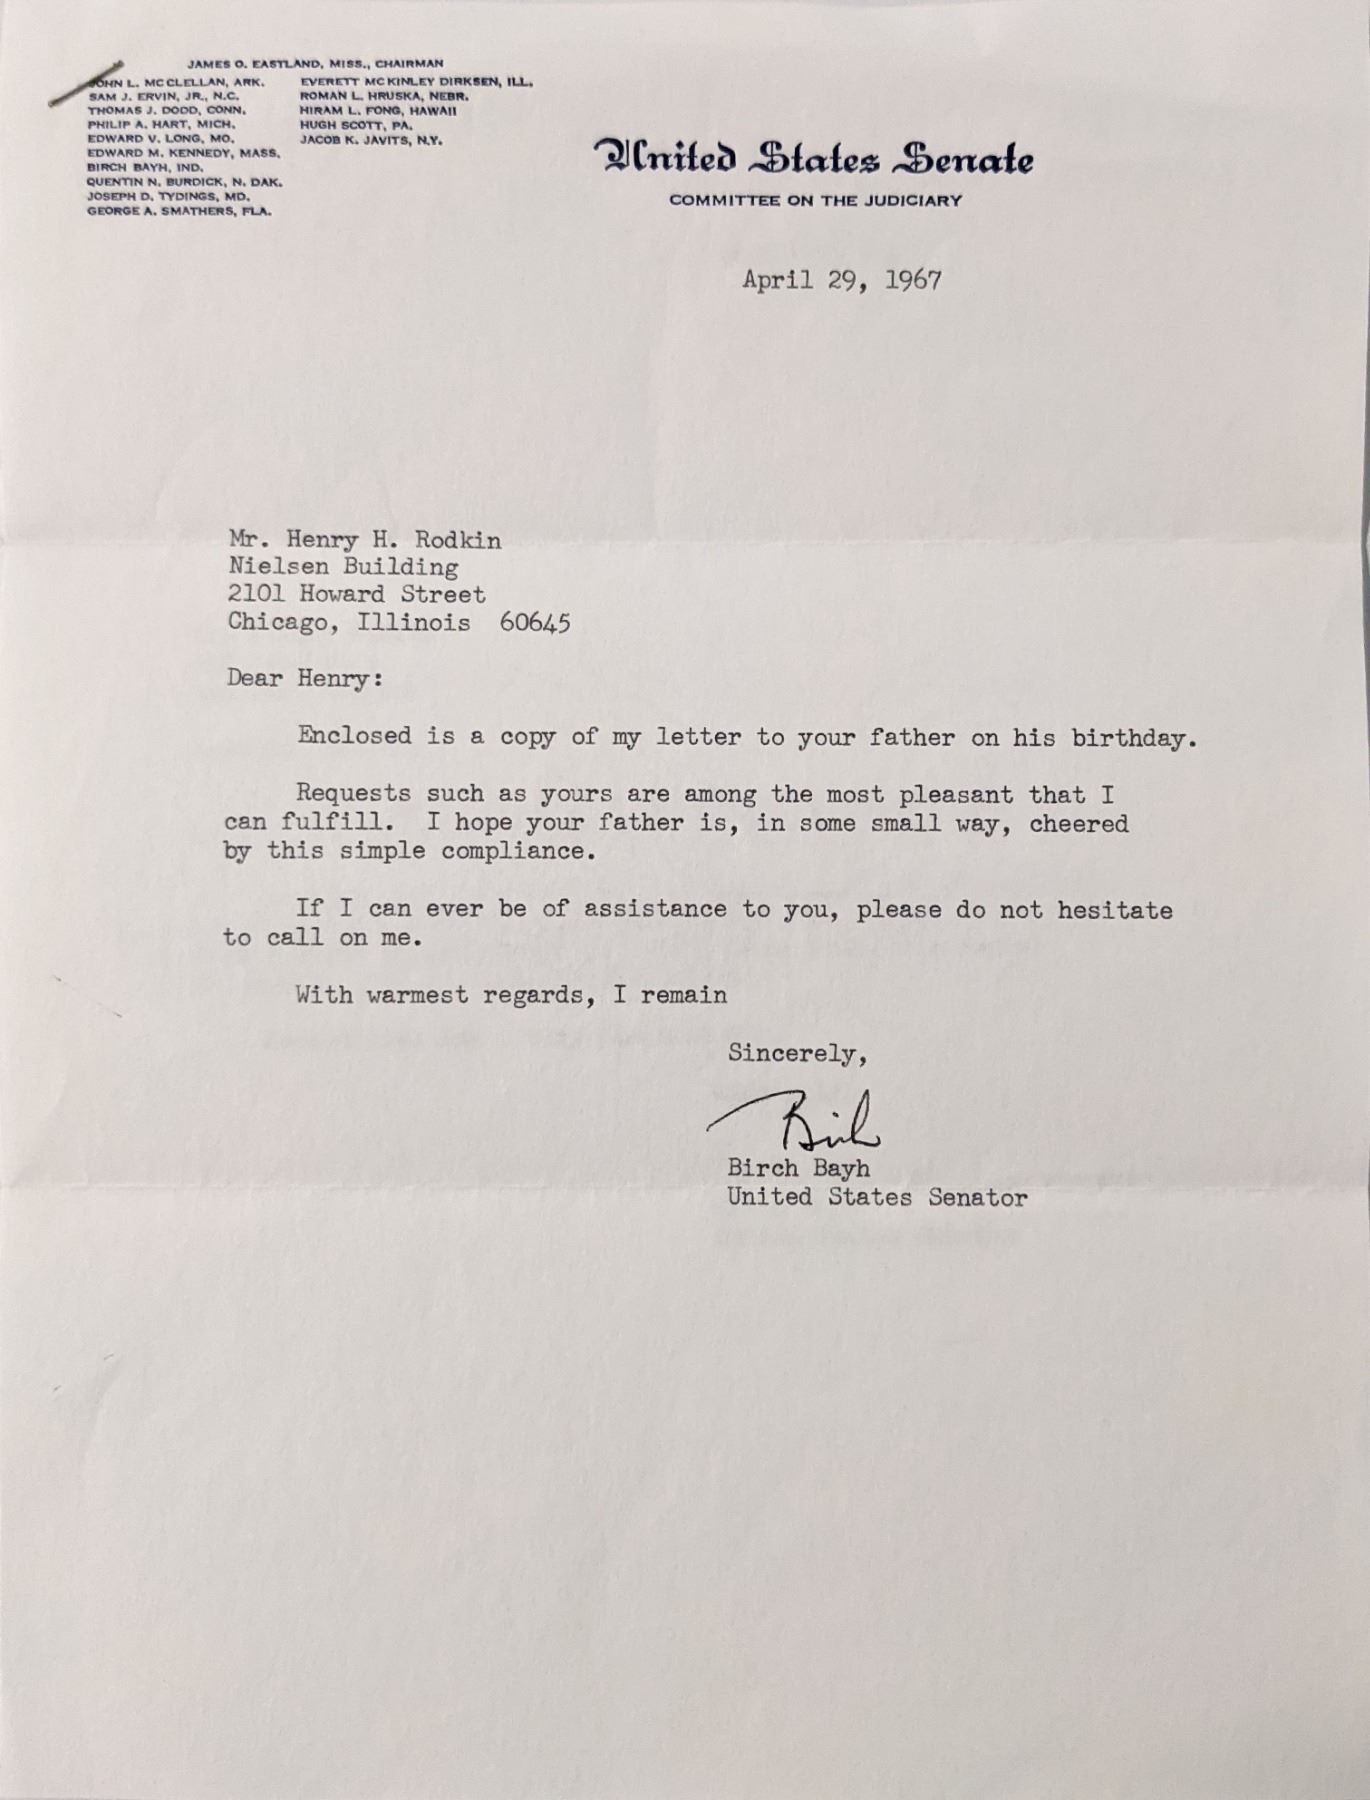 JAMES O. EASTLAND, MISS., CHAIRMAN
JOHN L. MCCLELLAN, ARK.
SAM J. ERVIN, JR., N.C.
THOMAS J. DODD, CONN.
PHILIP A. HART, MICH.
EDWARD V. LONG, MO.
EDWARD M. KENNEDY, MASS.
BIRCH BAYH, IND.
QUENTIN N. BURDICK, N. DAK.
JOSEPH D. TYDINGS, MD.
GEORGE A. SMATHERS, FLA.
EVERETT MCKINLEY DIRKSEN, ILL.
ROMAN L. HRUSKA, NEBR.
HIRAM L. FONG, HAWAII
HUGH SCOTT, PA.
JACOB K. JAVITS, N.Y.
United States Senate
COMMITTEE ON THE JUDICIARY
April 29, 1967
Mr. Henry H. Rodkin
Nielsen Building
2101 Howard Street
Chicago, Illinois 60645
Dear Henry:
Enclosed is a copy of my letter to your father on his birthday.
Requests such as yours are among the most pleasant that I
can fulfill. I hope your father is, in some small way, cheered
by this simple compliance.
If I can ever be of assistance to you, please do not hesitate
to call on me.
With warmest regards, I remain
Sincerely,
Birch
Birch Bayh
United States Senator